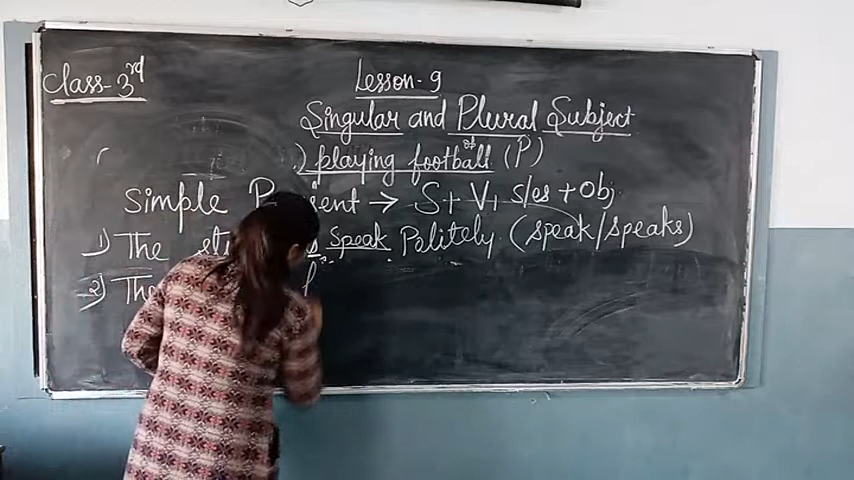 Class-3rd
Lesson-9
Singular and Plural Subject
playing football (P)
Simple → S+ V1 s/es + Obj
1) The speak Politely. (speak/speaks)
2)